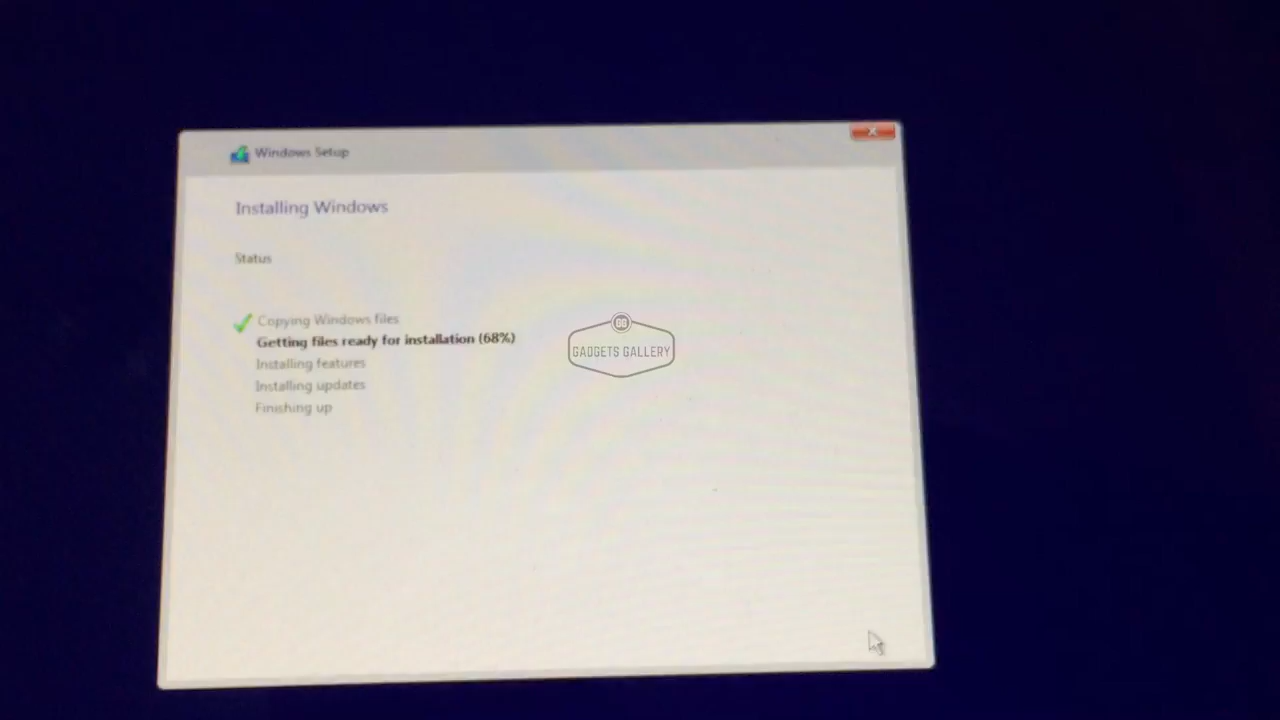 Windows Setup
Installing Windows
Status
Copying Windows files
Getting files ready for installation (68%)
Installing features
Installing updates
Finishing up
GG
GADGETS GALLERY